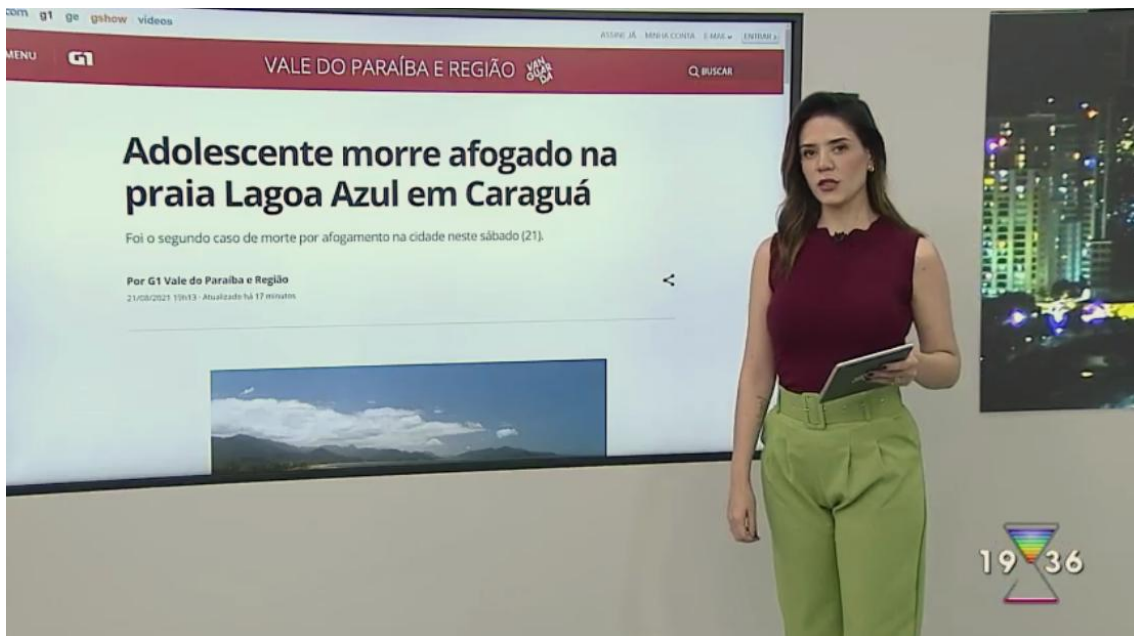 .com g1 ge gshow videos
ASSINE JÁ MINHA CONTA E-MAIL ENTRAR ›
MENU G1 VALE DO PARAÍBA E REGIÃO VANGUARDA BUSCAR
Adolescente morre afogado na
praia Lagoa Azul em Caraguá
Foi o segundo caso de morte por afogamento na cidade neste sábado (21).
Por G1 Vale do Paraíba e Região
21/08/2021 19h13 · Atualizado há 17 minutos
19 36